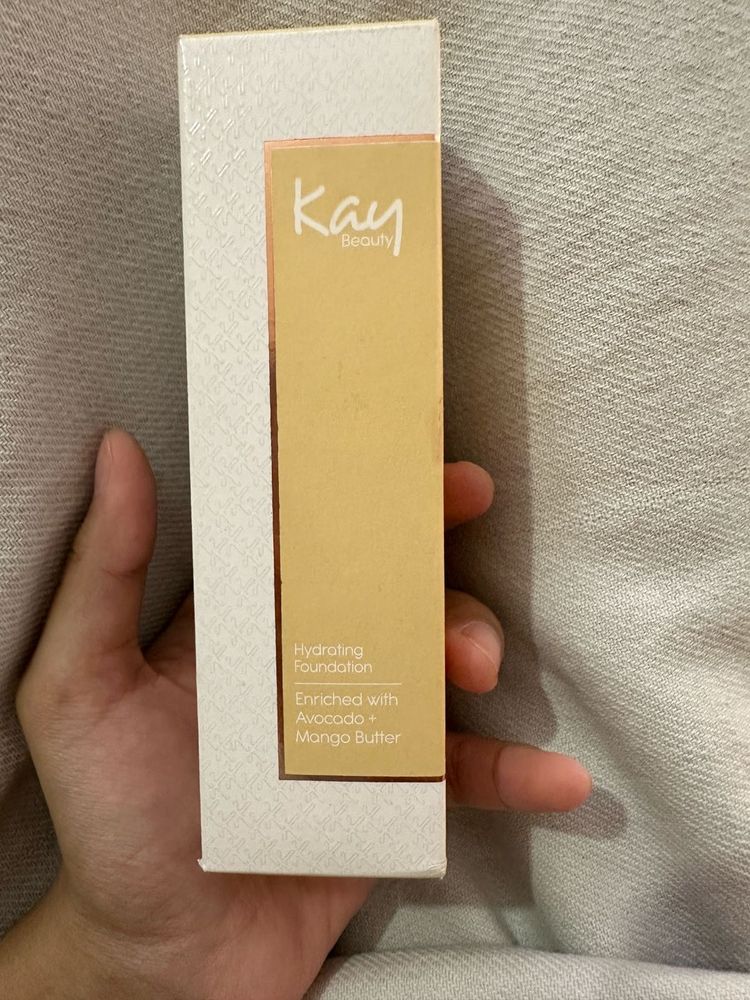 Kay
Beauty
Hydrating
Foundation
Enriched with
Avocado +
Mango Butter